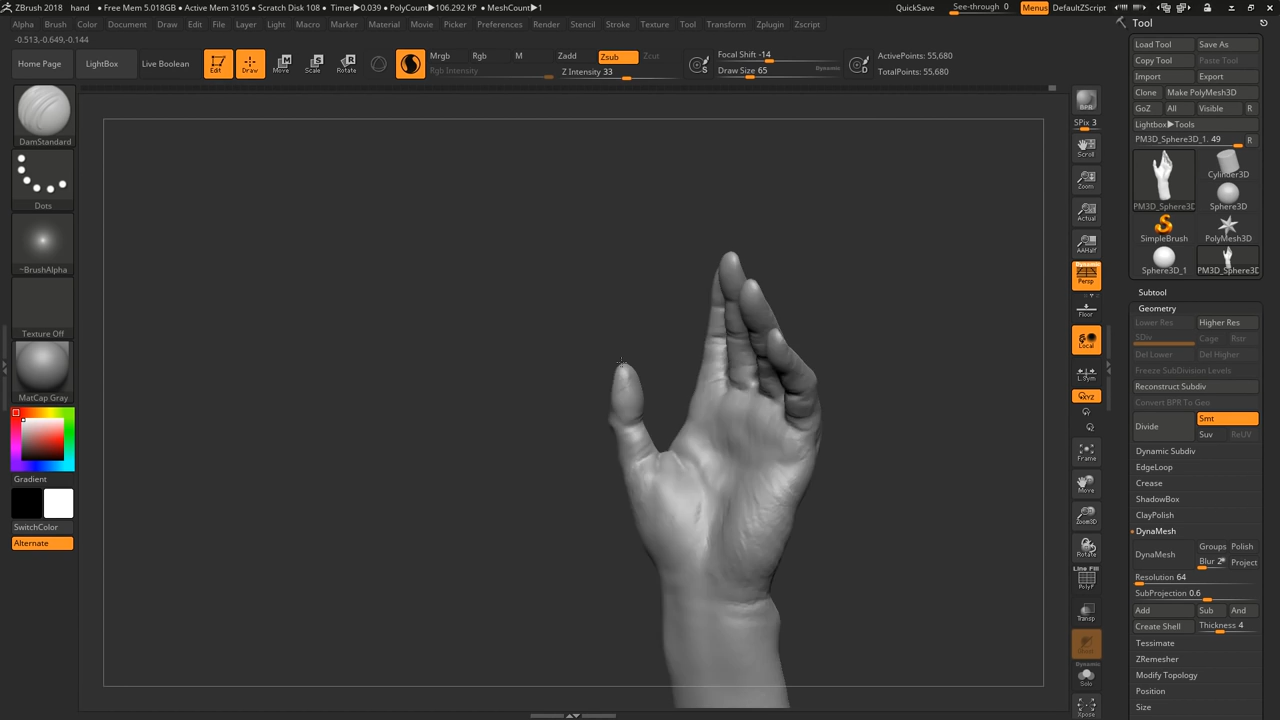 ZBrush 2018 hand • Free Mem 5.018GB • Active Mem 3105 • Scratch Disk 108 • Timer▶0.039 • PolyCount▶106.292 KP • MeshCount▶1 QuickSave See-through 0 Menus DefaultZScript
Alpha Brush Color Document Draw Edit File Layer Light Macro Marker Material Movie Picker Preferences Render Stencil Stroke Texture Tool Transform Zplugin Zscript
-0.513,-0.649,-0.144
Home Page LightBox Live Boolean
Edit Draw Move Scale Rotate
Mrgb Rgb M Zadd Zsub Zcut
Rgb Intensity Z Intensity 33
Focal Shift -14
Draw Size 65 Dynamic
S D
ActivePoints: 55,680
TotalPoints: 55,680
DamStandard
Dots
~BrushAlpha
Texture Off
MatCap Gray
Gradient
SwitchColor
Alternate
BPR
SPix 3
Scroll
Zoom
Actual
AAHalf
Dynamic
Persp
Floor
Local
L.Sym
XYZ
Frame
Move
Zoom3D
Rotate
Line Fill
PolyF
Transp
Ghost
Dynamic
Solo
Xpose
Tool
Load Tool Save As
Copy Tool Paste Tool
Import Export
Clone Make PolyMesh3D
GoZ All Visible R
Lightbox▶Tools
PM3D_Sphere3D_1. 49 R
PM3D_Sphere3D Cylinder3D
Sphere3D
SimpleBrush PolyMesh3D
Sphere3D_1 PM3D_Sphere3D
Subtool
Geometry
Lower Res Higher Res
SDiv Cage Rstr
Del Lower Del Higher
Freeze SubDivision Levels
Reconstruct Subdiv
Convert BPR To Geo
Divide Smt
Suv ReUV
Dynamic Subdiv
EdgeLoop
Crease
ShadowBox
ClayPolish
DynaMesh
DynaMesh Groups Polish
Blur 2 Project
Resolution 64
SubProjection 0.6
Add Sub And
Create Shell Thickness 4
Tessimate
ZRemesher
Modify Topology
Position
Size